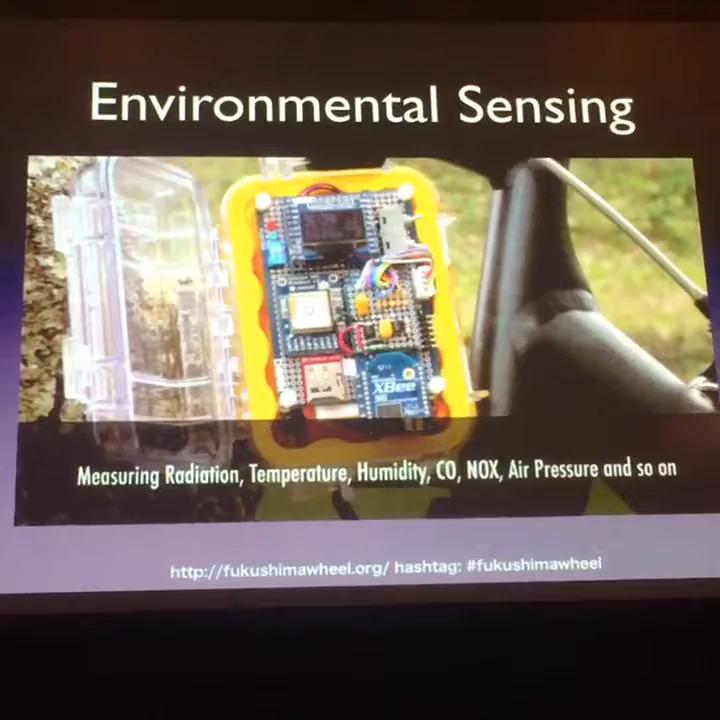 Environmental Sensing
XBee
Measuring Radiation, Temperature, Humidity, CO, NOX, Air Pressure and so on
http://fukushimawheel.org/ hashtag: #fukushimawheel